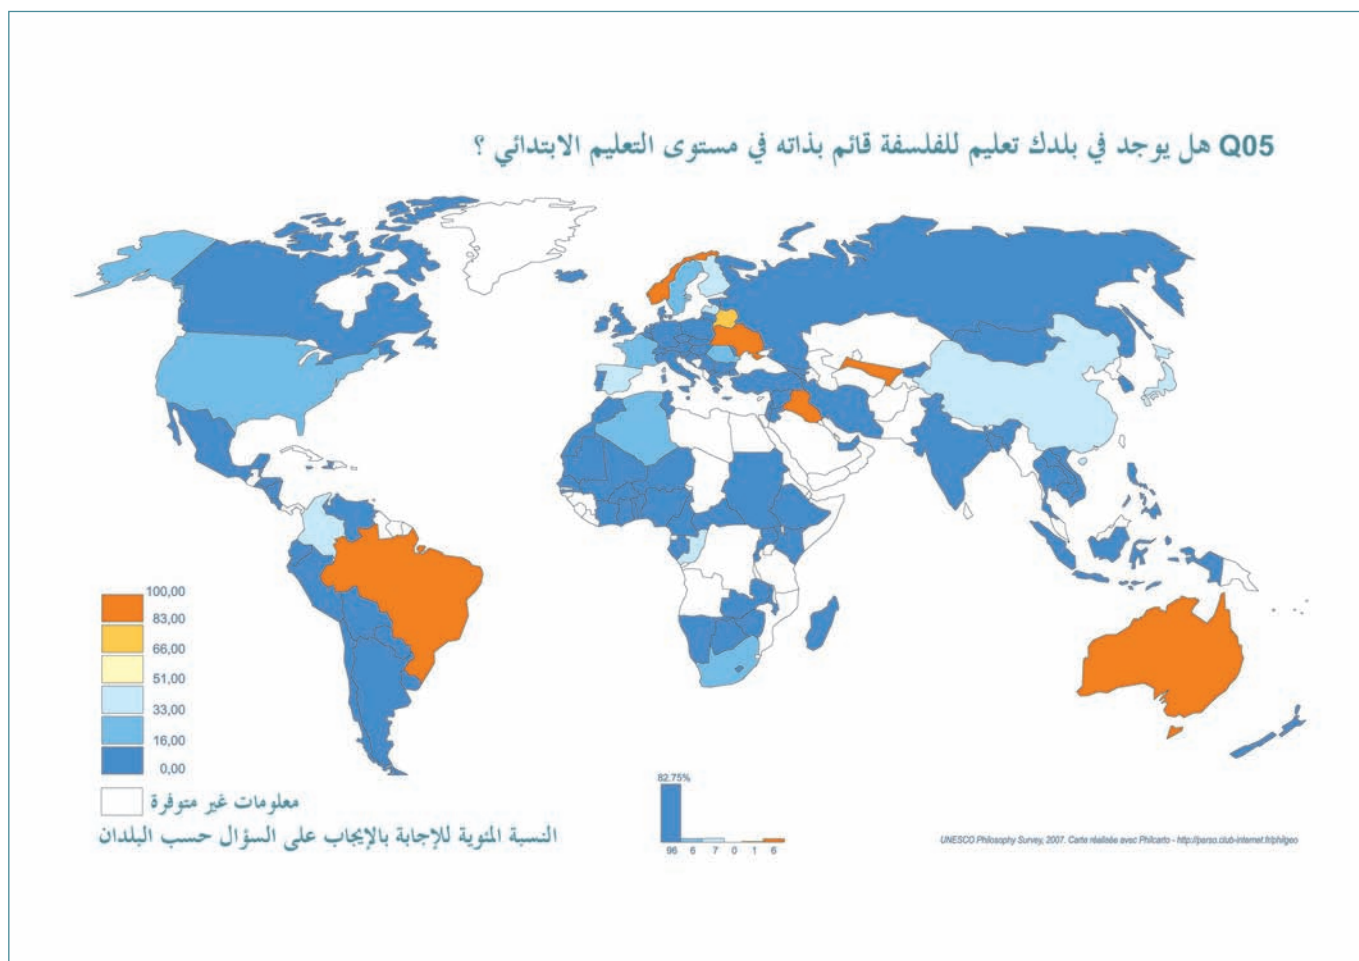 Q05 هل يوجد في بلدك تعليم للفلسفة قائم بذاته في مستوى التعليم الابتدائي ؟
100,00
83,00
66,00
51,00
33,00
16,00
0,00
معلومات غير متوفرة
النسبة المئوية للإجابة بالإيجاب على السؤال حسب البلدان
82.75%
96 6 7 0 1 6
UNESCO Philosophy Survey, 2007. Carte réalisée avec Philcarto - http://perso.club-internet.fr/philgeo